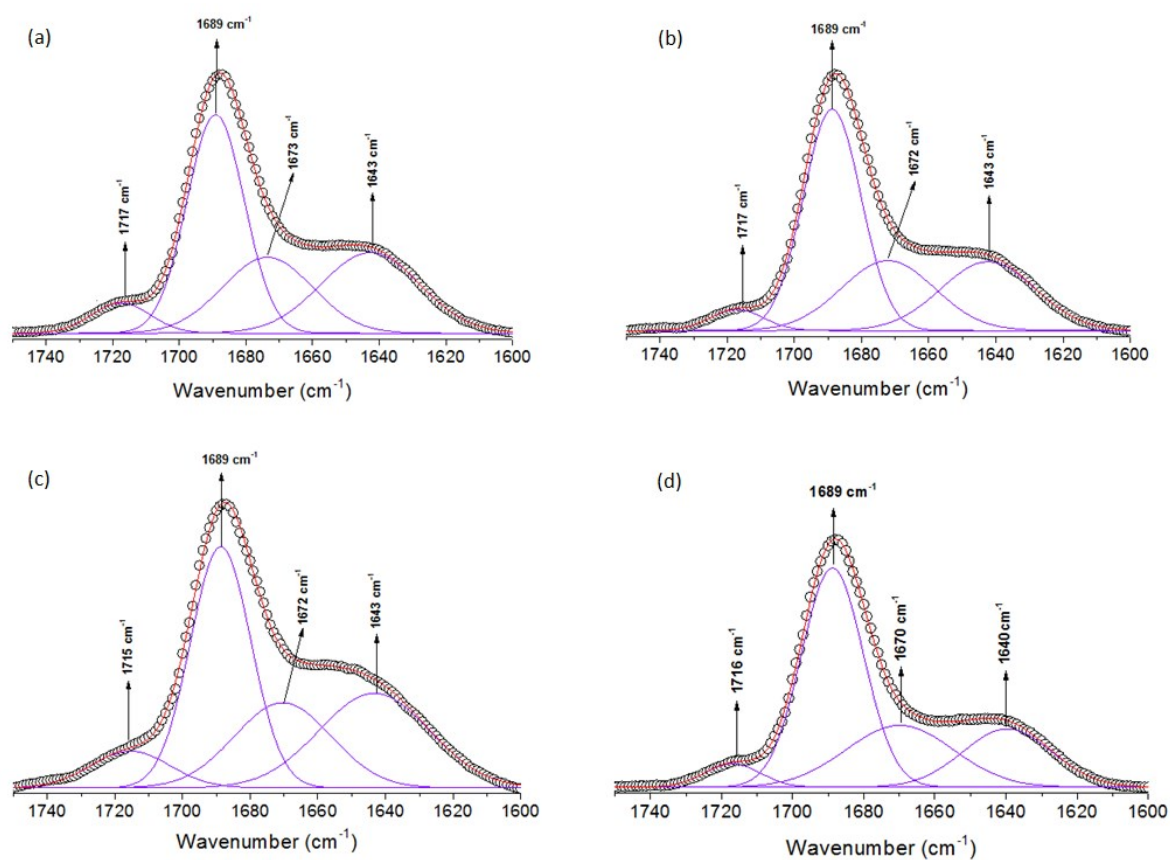 (a)
1689 cm⁻¹
1717 cm⁻¹
1673 cm⁻¹
1643 cm⁻¹
1740 1720 1700 1680 1660 1640 1620 1600
Wavenumber (cm⁻¹)
(b)
1689 cm⁻¹
1717 cm⁻¹
1672 cm⁻¹
1643 cm⁻¹
1740 1720 1700 1680 1660 1640 1620 1600
Wavenumber (cm⁻¹)
(c)
1689 cm⁻¹
1715 cm⁻¹
1672 cm⁻¹
1643 cm⁻¹
1740 1720 1700 1680 1660 1640 1620 1600
Wavenumber (cm⁻¹)
(d)
1689 cm⁻¹
1716 cm⁻¹
1670 cm⁻¹
1640 cm⁻¹
1740 1720 1700 1680 1660 1640 1620 1600
Wavenumber (cm⁻¹)